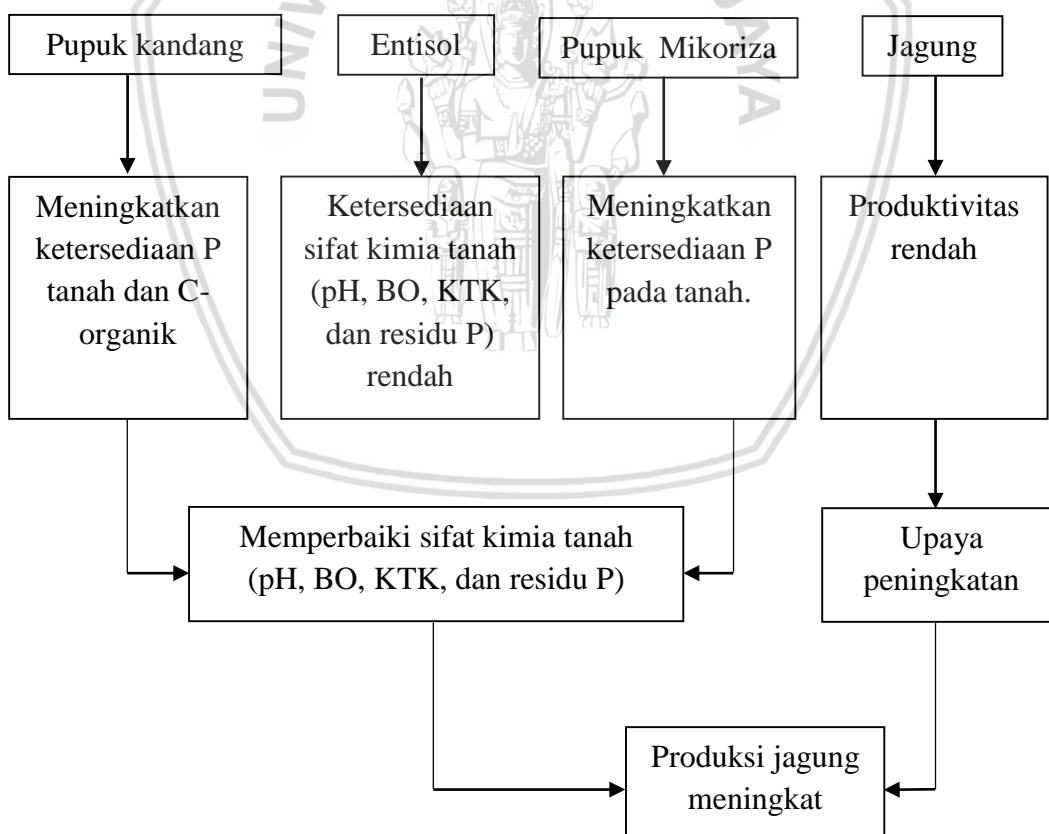 Pupuk kandang
Entisol
Pupuk Mikoriza
Jagung
Meningkatkan
ketersediaan P
tanah dan C-
organik
Ketersediaan
sifat kimia tanah
(pH, BO, KTK,
dan residu P)
rendah
Meningkatkan
ketersediaan P
pada tanah.
Produktivitas
rendah
Memperbaiki sifat kimia tanah
(pH, BO, KTK, dan residu P)
Upaya
peningkatan
Produksi jagung
meningkat